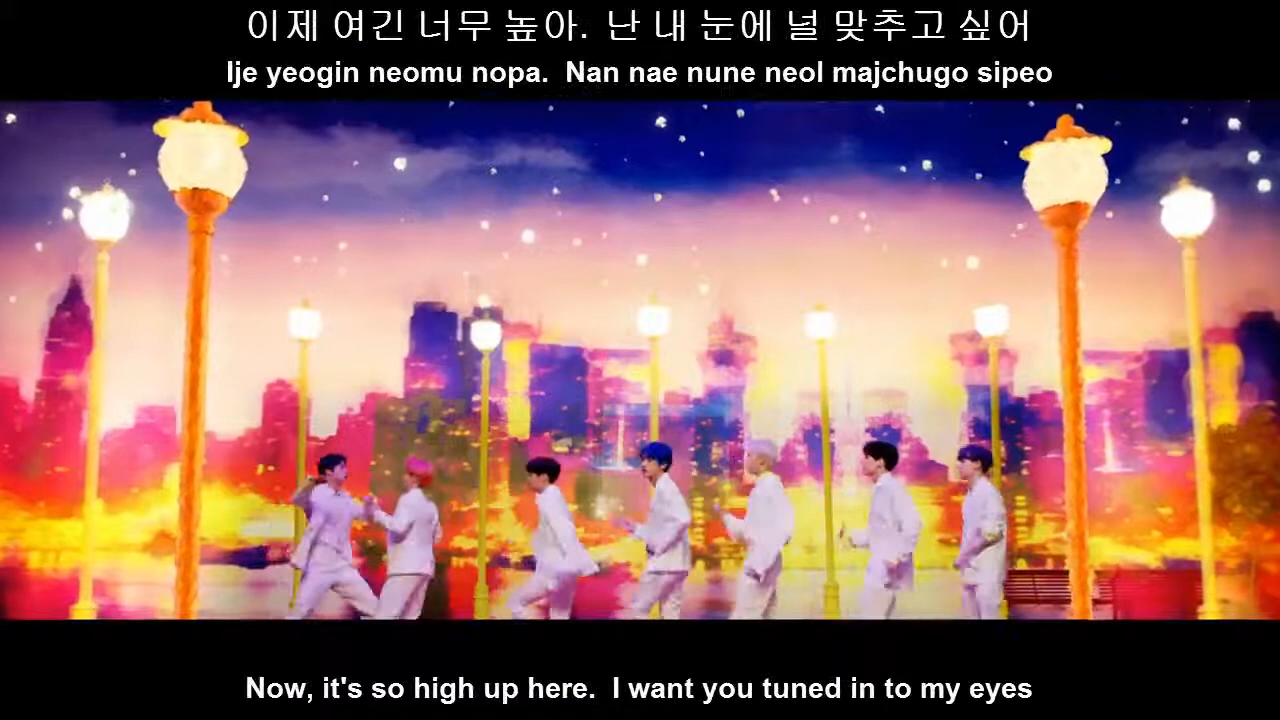 이제 여긴 너무 높아. 난 내 눈에 널 맞추고 싶어
Ije yeogin neomu nopa.  Nan nae nune neol majchugo sipeo
Now, it's so high up here.  I want you tuned in to my eyes